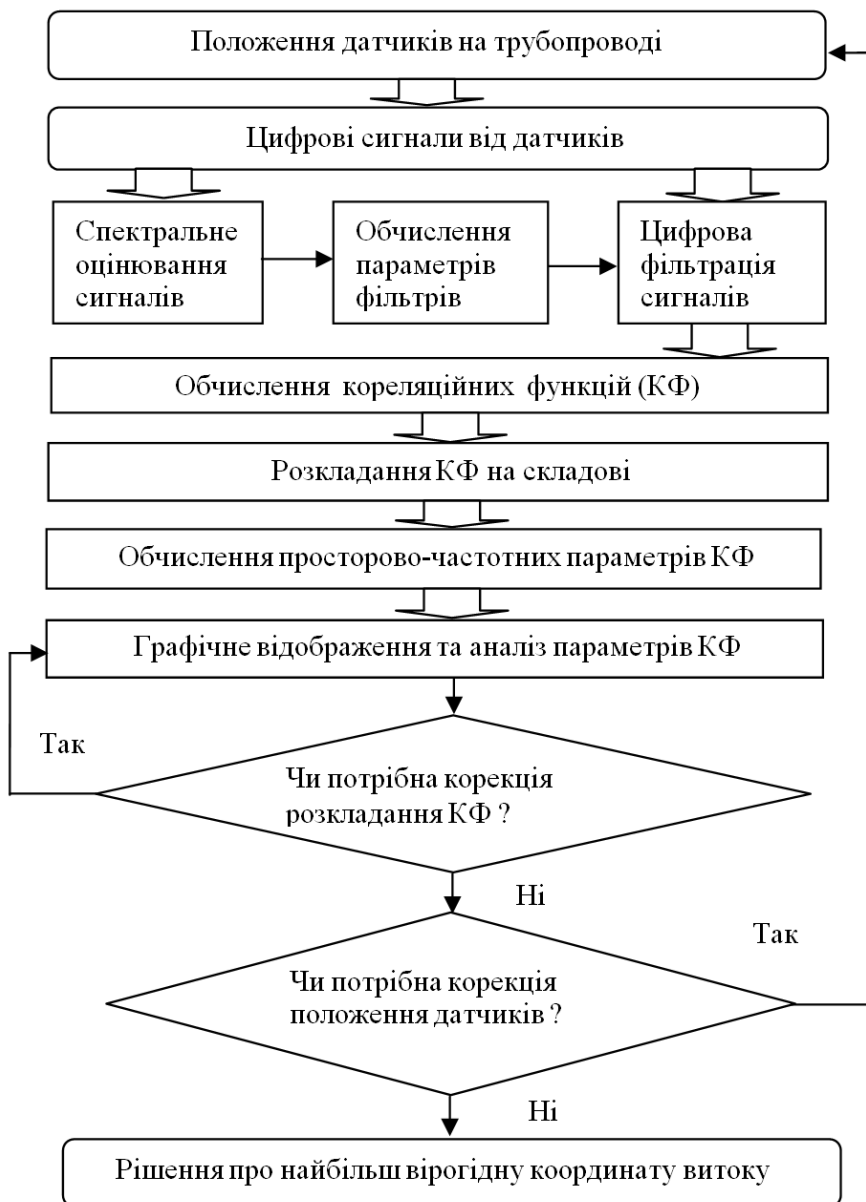 Положення датчиків на трубопроводі
Цифрові сигнали від датчиків
Спектральне
оцінювання
сигналів
Обчислення
параметрів
фільтрів
Цифрова
фільтрація
сигналів
Обчислення кореляційних функцій (КФ)
Розкладання КФ на складові
Обчислення просторово-частотних параметрів КФ
Графічне відображення та аналіз параметрів КФ
Так
Чи потрібна корекція
розкладання КФ ?
Ні
Так
Чи потрібна корекція
положення датчиків ?
Ні
Рішення про найбільш вірогідну координату витоку